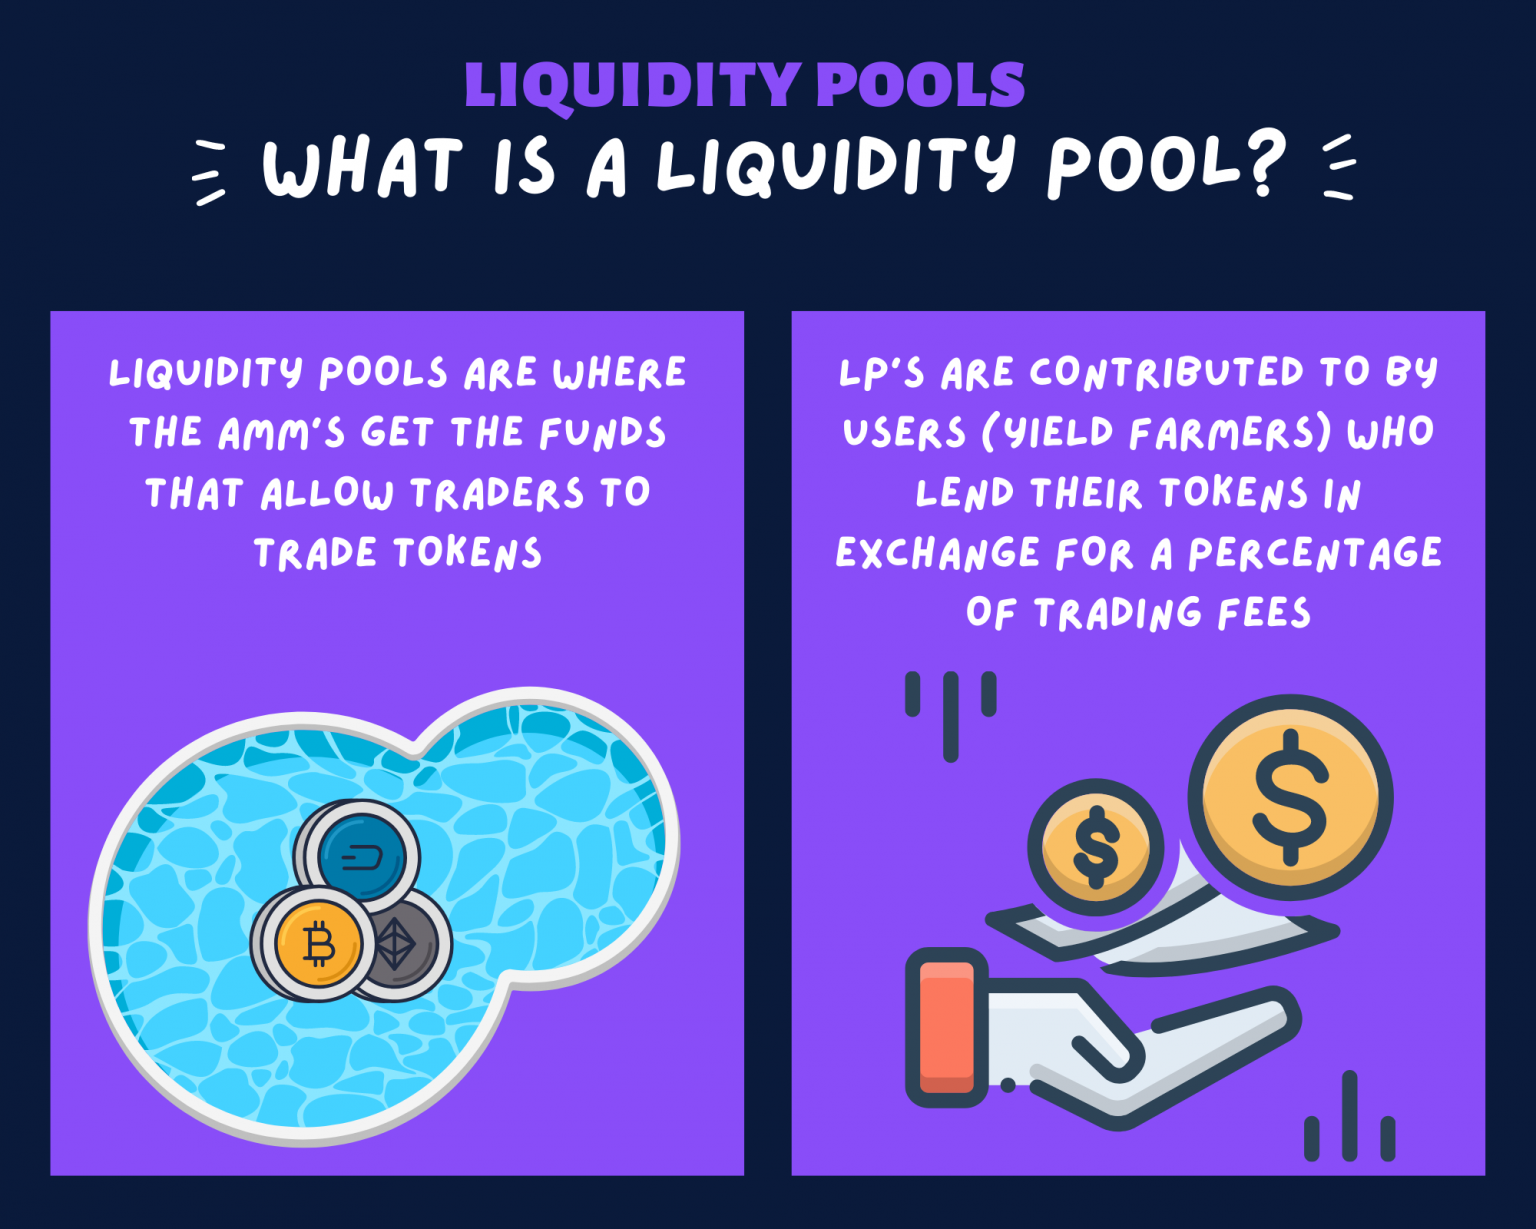 LIQUIDITY POOLS
WHAT IS A LIQUIDITY POOL?
LIQUIDITY POOLS ARE WHERE
THE AMM'S GET THE FUNDS
THAT ALLOW TRADERS TO
TRADE TOKENS
LP'S ARE CONTRIBUTED TO BY
USERS (YIELD FARMERS) WHO
LEND THEIR TOKENS IN
EXCHANGE FOR A PERCENTAGE
OF TRADING FEES
$
$